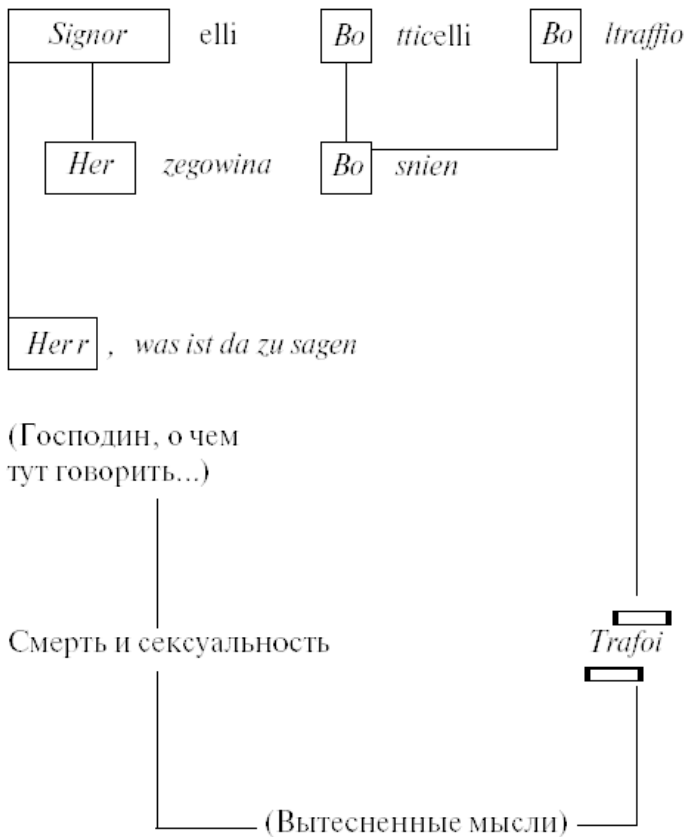 Signor elli Bo tticelli Bo ltraffio
Her zegowina Bo snien
Herr , was ist da zu sagen
(Господин, о чем
тут говорить...)
Смерть и сексуальность Trafoi
(Вытесненные мысли)